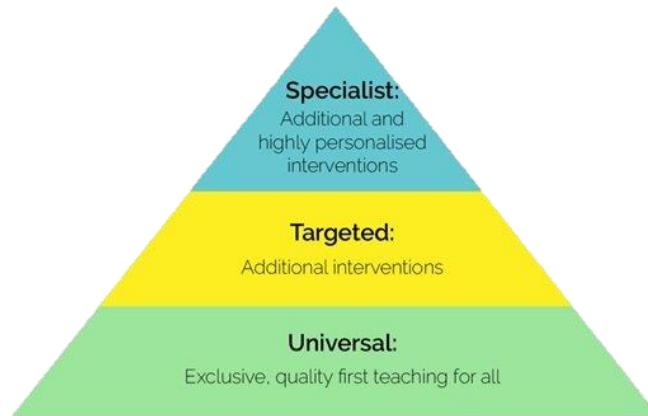 Specialist:
Additional and
highly personalised
interventions
Targeted:
Additional interventions
Universal:
Exclusive, quality first teaching for all